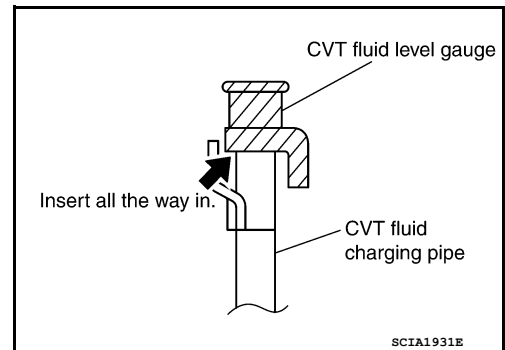 CVT fluid level gauge
Insert all the way in.
CVT fluid
charging pipe
SCIA1931E